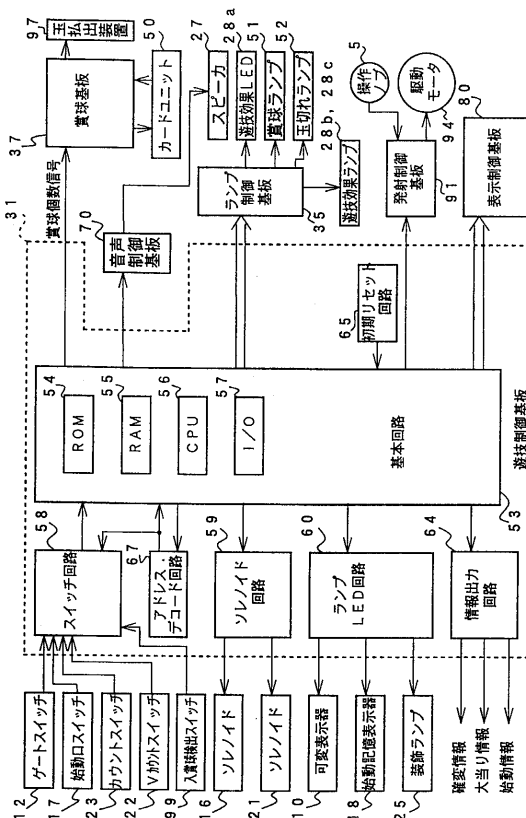 12 ゲートスイッチ
17 始動口スイッチ
23 カウントスイッチ
22 Vカウントスイッチ
99 入賞球検出スイッチ
16 ソレノイド
21 ソレノイド
10 可変表示器
18 始動記憶表示器
25 装飾ランプ
確変情報
大当り情報
始動情報
スイッチ回路
58
アドレス・
デコード回路
67
ソレノイド
回路
59
ランプ
LED回路
60
情報出力
回路
64
ROM
54
RAM
55
CPU
56
I/O
57
基本回路
53
遊技制御基板
31
賞球個数信号
初期リセット
回路
65
音声
制御
基板
70
賞球基板
37
玉払出装置
97
カードユニット
50
スピーカ
27
ランプ
制御
基板
35
遊技効果LED
28a
賞球ランプ
51
玉切れランプ
52
遊技効果ランプ
28b, 28c
発射制御
基板
91
操作
ノブ
5
駆動
モータ
94
表示制御基板
80